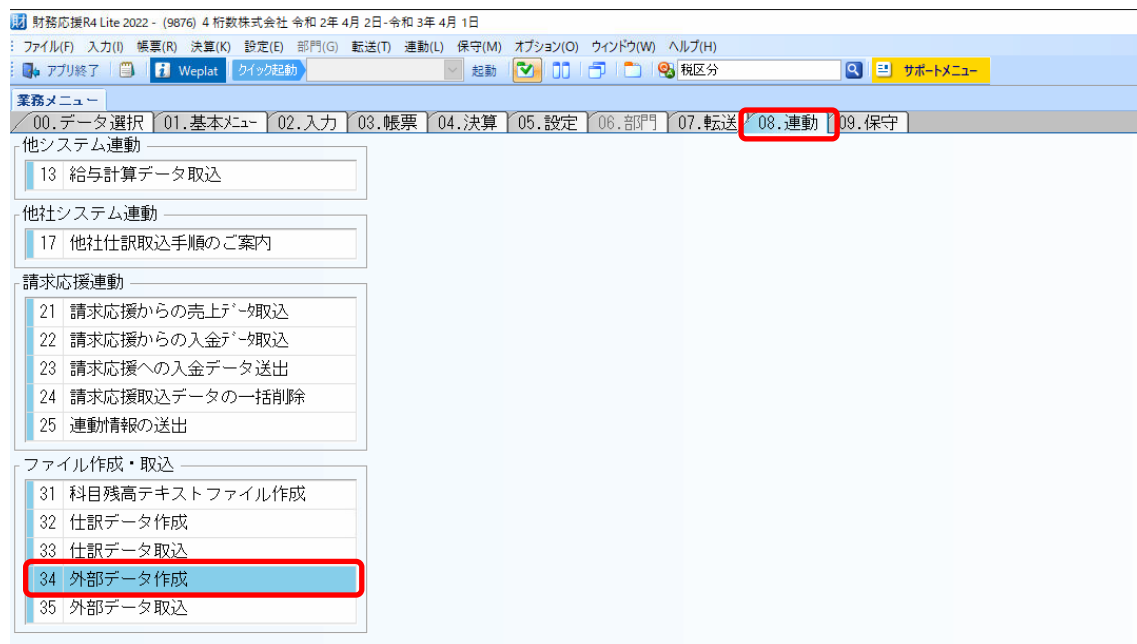 財務応援R4 Lite 2022 - (9876) 4 桁数株式会社 令和 2年 4月 2日-令和 3年 4月 1日
ファイル(F) 入力(I) 帳票(R) 決算(K) 設定(E) 部門(G) 転送(T) 連動(L) 保守(M) オプション(O) ウィンドウ(W) ヘルプ(H)
アプリ終了 Weplat クイック起動 起動 税区分 サポートメニュー
業務メニュー
00.データ選択 01.基本メニュー 02.入力 03.帳票 04.決算 05.設定 06.部門 07.転送 08.連動 09.保守
他システム連動
13 給与計算データ取込
他社システム連動
17 他社仕訳取込手順のご案内
請求応援連動
21 請求応援からの売上データ取込
22 請求応援からの入金データ取込
23 請求応援への入金データ送出
24 請求応援取込データの一括削除
25 連動情報の送出
ファイル作成・取込
31 科目残高テキストファイル作成
32 仕訳データ作成
33 仕訳データ取込
34 外部データ作成
35 外部データ取込